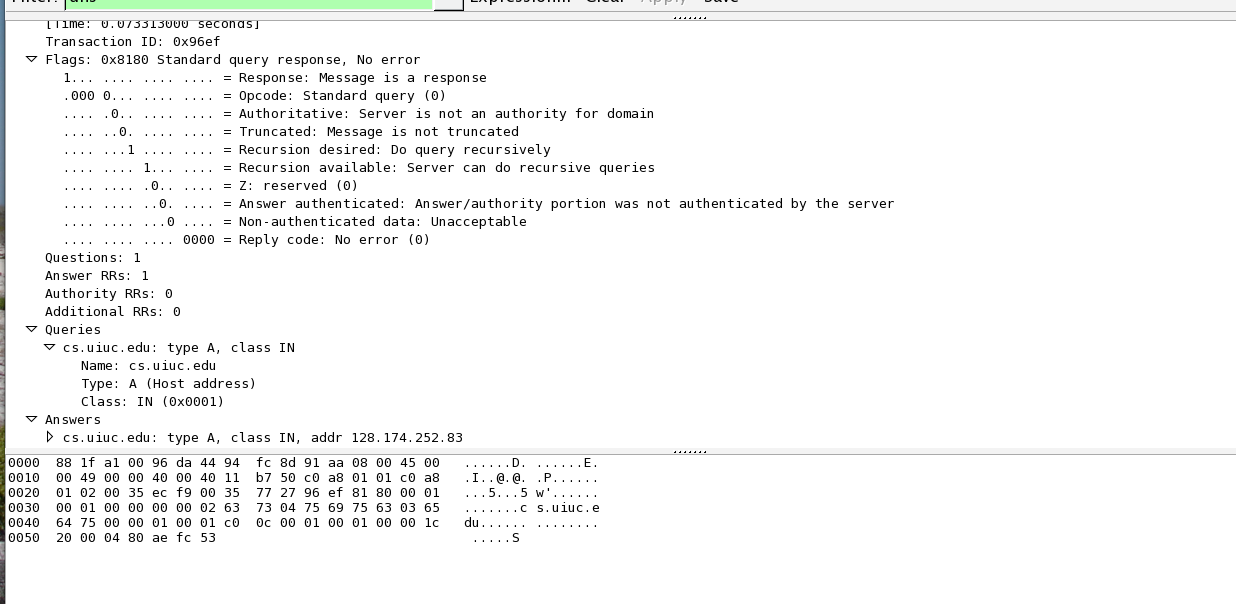 Filter: dns Expression... Clear Apply Save
[Time: 0.073313000 seconds]
Transaction ID: 0x96ef
Flags: 0x8180 Standard query response, No error
1... .... .... .... = Response: Message is a response
.000 0... .... .... = Opcode: Standard query (0)
.... .0.. .... .... = Authoritative: Server is not an authority for domain
.... ..0. .... .... = Truncated: Message is not truncated
.... ...1 .... .... = Recursion desired: Do query recursively
.... .... 1... .... = Recursion available: Server can do recursive queries
.... .... .0.. .... = Z: reserved (0)
.... .... ..0. .... = Answer authenticated: Answer/authority portion was not authenticated by the server
.... .... ...0 .... = Non-authenticated data: Unacceptable
.... .... .... 0000 = Reply code: No error (0)
Questions: 1
Answer RRs: 1
Authority RRs: 0
Additional RRs: 0
Queries
cs.uiuc.edu: type A, class IN
Name: cs.uiuc.edu
Type: A (Host address)
Class: IN (0x0001)
Answers
cs.uiuc.edu: type A, class IN, addr 128.174.252.83
0000 88 1f a1 00 96 da 44 94 fc 8d 91 aa 08 00 45 00 ......D. ......E.
0010 00 49 00 00 40 00 40 11 b7 50 c0 a8 01 01 c0 a8 .I..@.@. .P......
0020 01 02 00 35 ec f9 00 35 77 27 96 ef 81 80 00 01 ...5...5 w'......
0030 00 01 00 00 00 00 02 63 73 04 75 69 75 63 03 65 .......c s.uiuc.e
0040 64 75 00 00 01 00 01 c0 0c 00 01 00 01 00 00 1c du...... ........
0050 20 00 04 80 ae fc 53 .....S